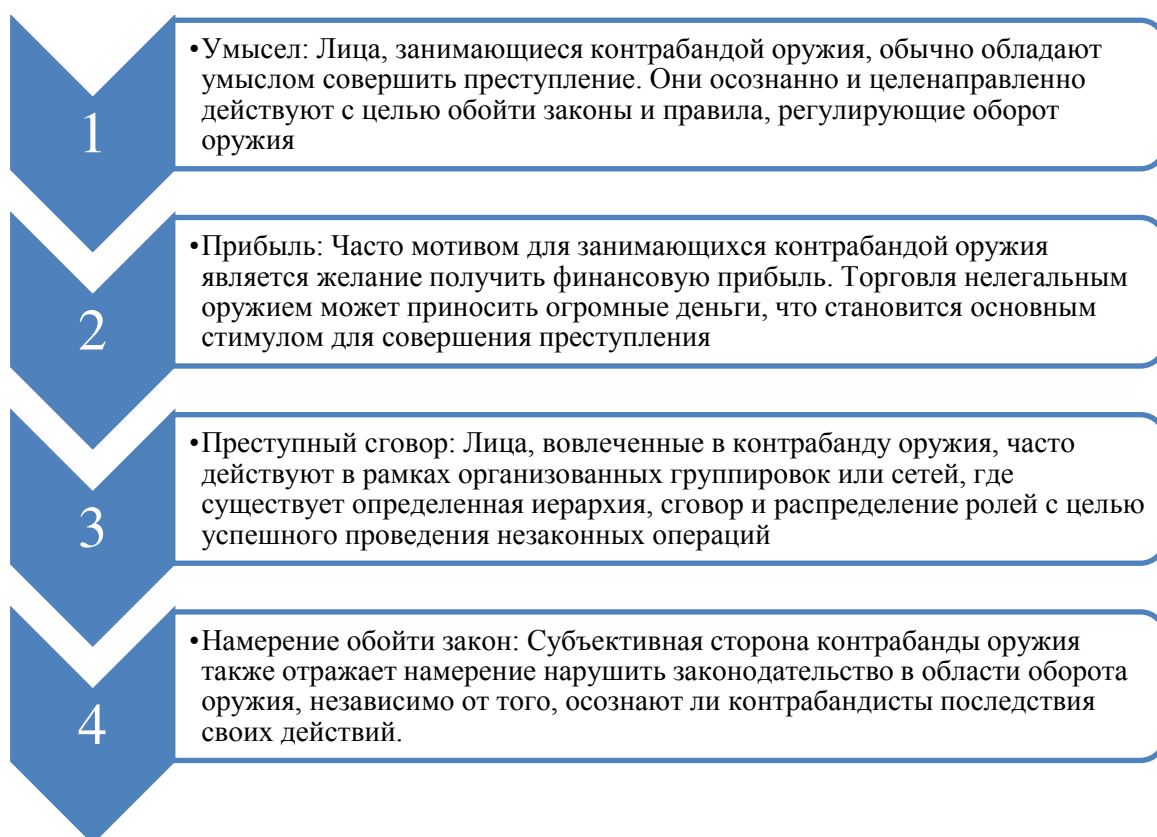 1
•Умысел: Лица, занимающиеся контрабандой оружия, обычно обладают
умыслом совершить преступление. Они осознанно и целенаправленно
действуют с целью обойти законы и правила, регулирующие оборот
оружия
2
•Прибыль: Часто мотивом для занимающихся контрабандой оружия
является желание получить финансовую прибыль. Торговля нелегальным
оружием может приносить огромные деньги, что становится основным
стимулом для совершения преступления
3
•Преступный сговор: Лица, вовлеченные в контрабанду оружия, часто
действуют в рамках организованных группировок или сетей, где
существует определенная иерархия, сговор и распределение ролей с целью
успешного проведения незаконных операций
4
•Намерение обойти закон: Субъективная сторона контрабанды оружия
также отражает намерение нарушить законодательство в области оборота
оружия, независимо от того, осознают ли контрабандисты последствия
своих действий.